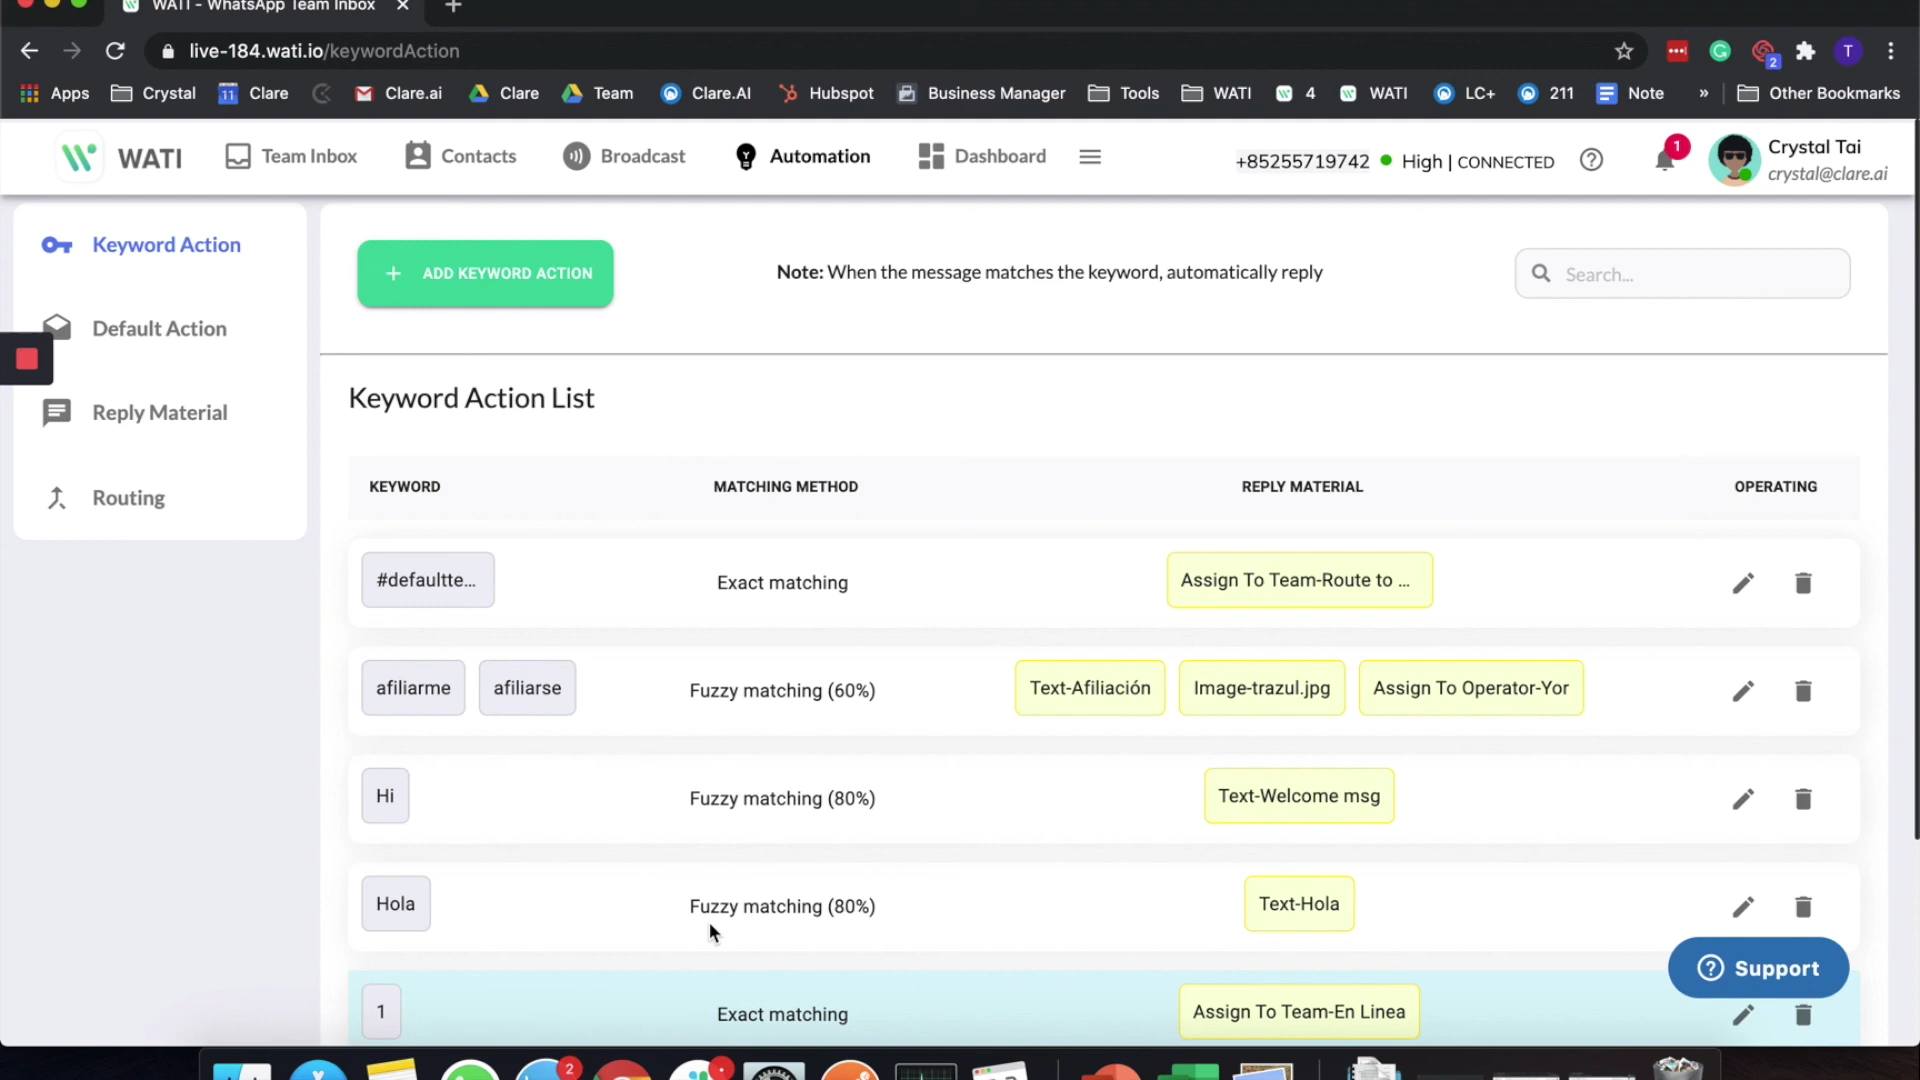 WATI - WhatsApp Team Inbox
live-184.wati.io/keywordAction
T
2
Apps Crystal 11 Clare Clare.ai Clare Team Clare.AI Hubspot Business Manager Tools WATI 4 WATI LC+ 211 Note » Other Bookmarks
WATI Team Inbox Contacts Broadcast Automation Dashboard +85255719742 High | CONNECTED 1 Crystal Tai
crystal@clare.ai
Keyword Action
Default Action
Reply Material
Routing
ADD KEYWORD ACTION
Note: When the message matches the keyword, automatically reply
Search...
Keyword Action List
KEYWORD MATCHING METHOD REPLY MATERIAL OPERATING
#defaultte... Exact matching Assign To Team-Route to ...
afiliarme afiliarse Fuzzy matching (60%) Text-Afiliación Image-trazul.jpg Assign To Operator-Yor
Hi Fuzzy matching (80%) Text-Welcome msg
Hola Fuzzy matching (80%) Text-Hola
1 Exact matching Assign To Team-En Linea
Support
2